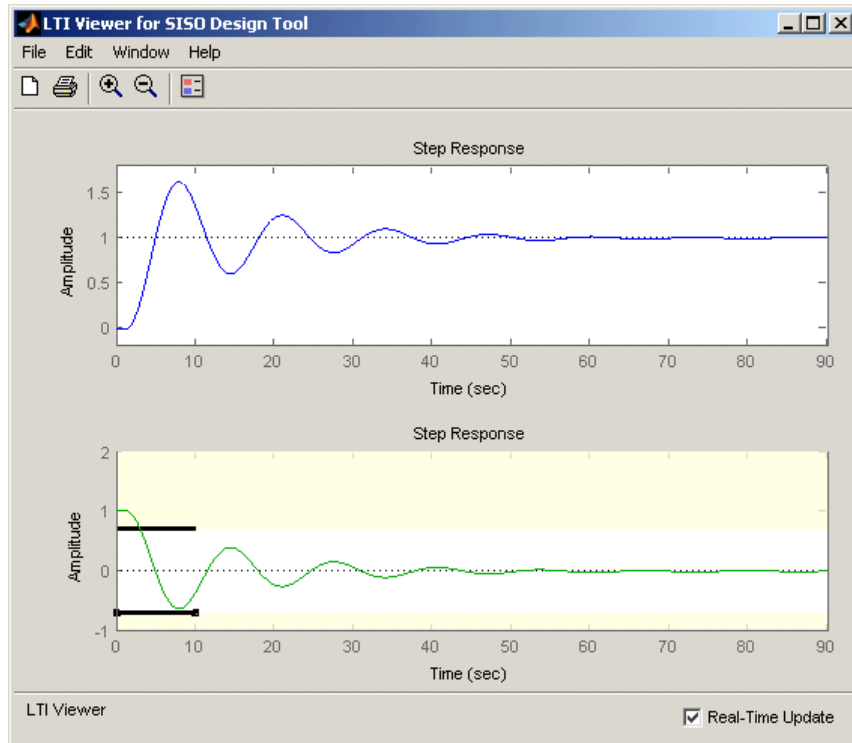 LTI Viewer for SISO Design Tool
File Edit Window Help
Step Response
Amplitude
1.5
1
0.5
0
0 10 20 30 40 50 60 70 80 90
Time (sec)
Step Response
Amplitude
2
1
0
-1
0 10 20 30 40 50 60 70 80 90
Time (sec)
LTI Viewer
Real-Time Update